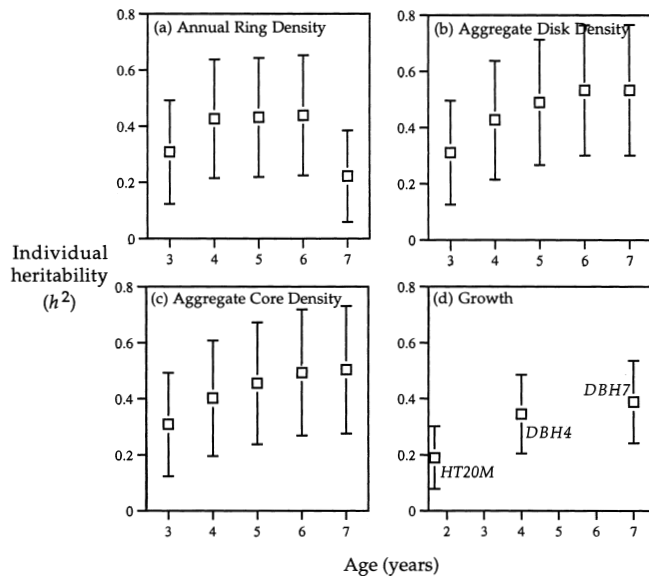 (a) Annual Ring Density
0.8
0.6
0.4
0.2
0
3 4 5 6 7
(b) Aggregate Disk Density
0.8
0.6
0.4
0.2
0
3 4 5 6 7
Individual
heritability
(h²)
(c) Aggregate Core Density
0.8
0.6
0.4
0.2
0
3 4 5 6 7
(d) Growth
0.8
0.6
0.4
0.2
0
DBH7
DBH4
HT20M
2 3 4 5 6 7
Age (years)